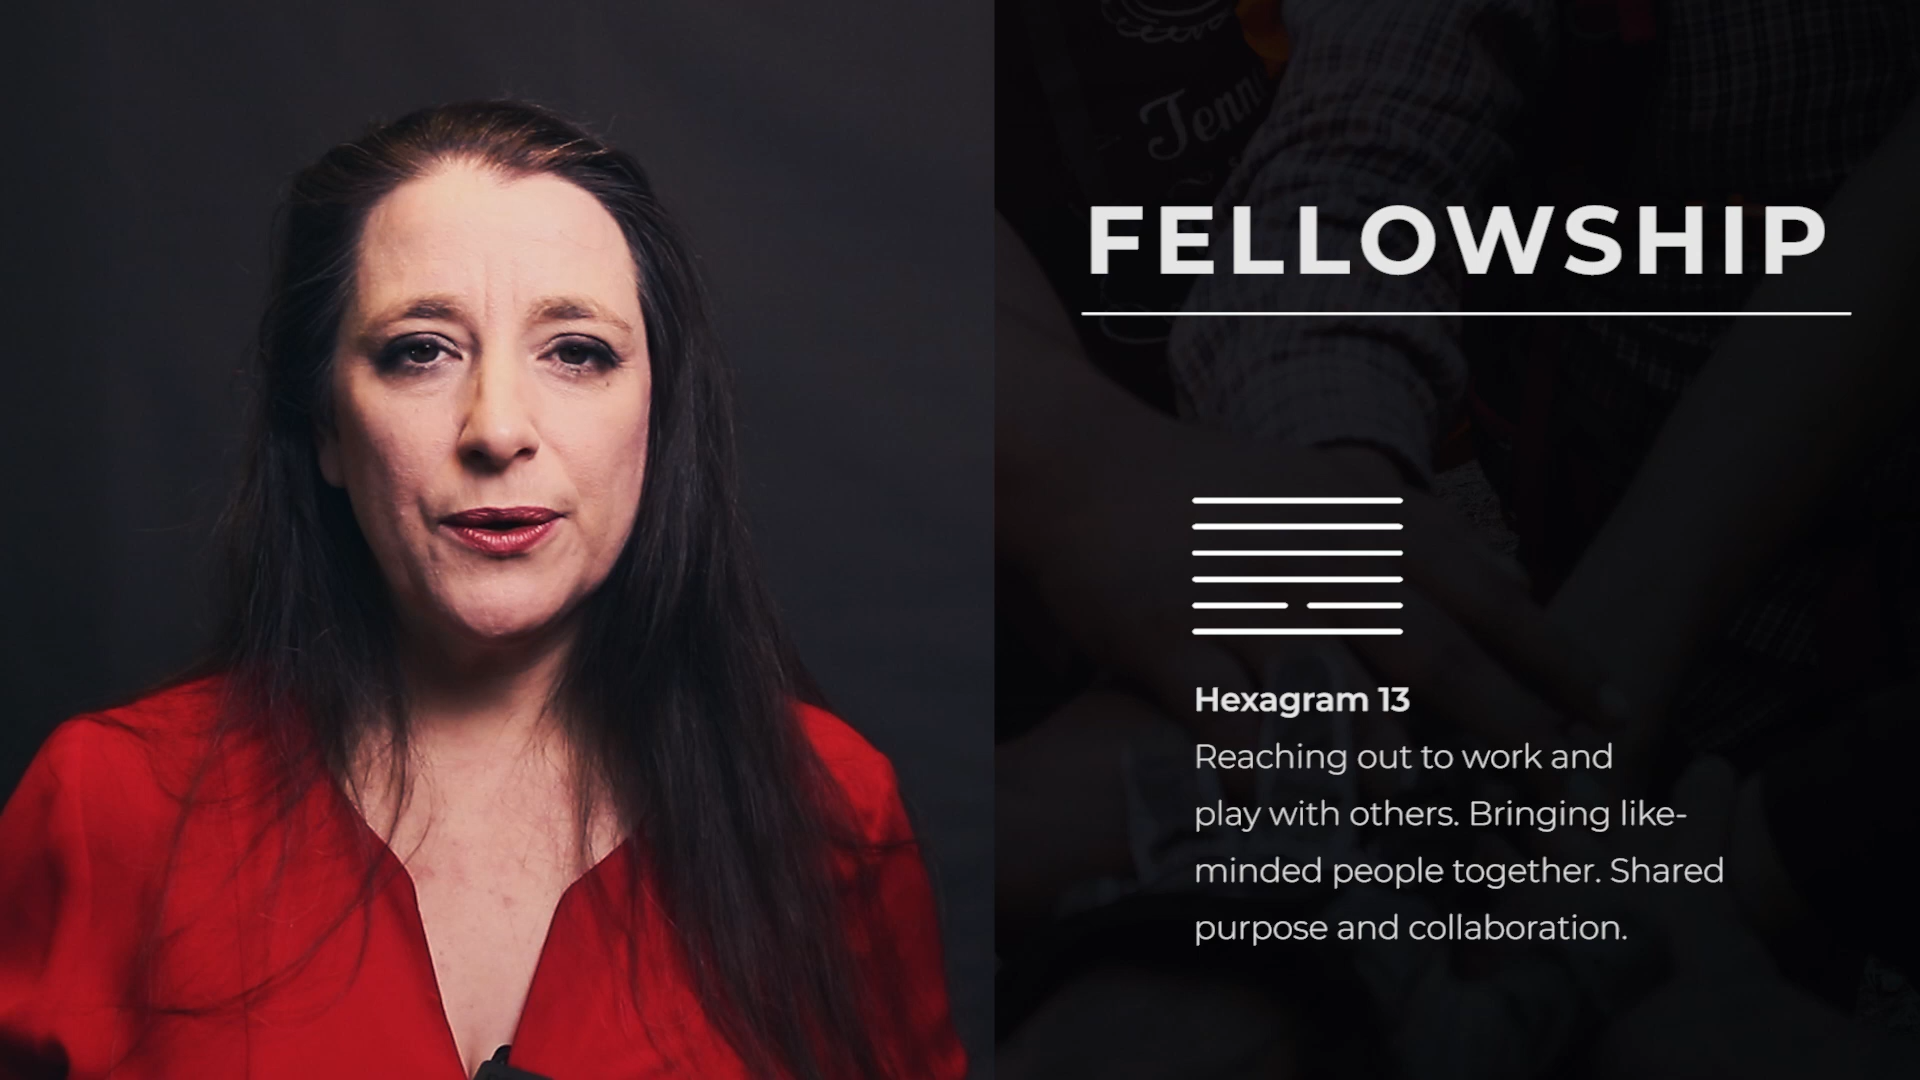 FELLOWSHIP
Hexagram 13
Reaching out to work and
play with others. Bringing like-
minded people together. Shared
purpose and collaboration.